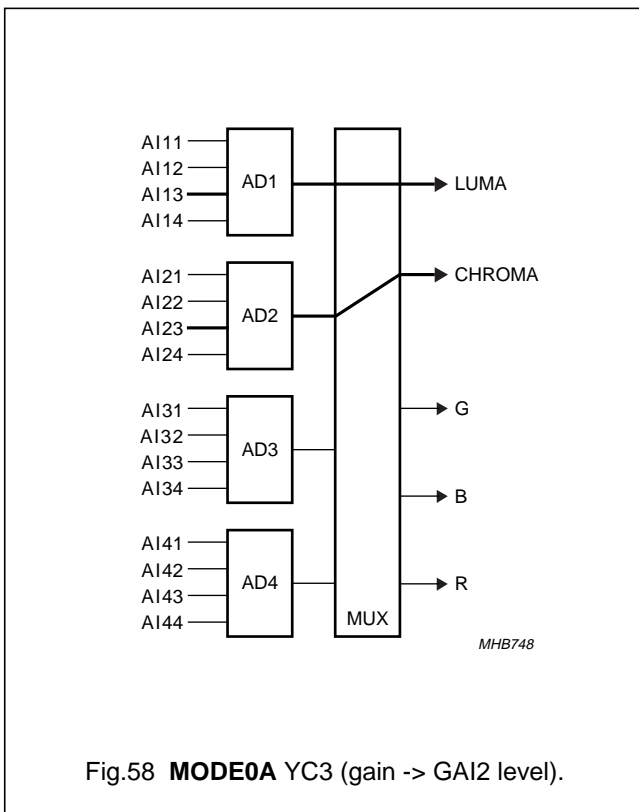 AI11
AI12
AI13
AI14
AD1
LUMA
AI21
AI22
AI23
AI24
AD2
CHROMA
AI31
AI32
AI33
AI34
AD3
G
B
AI41
AI42
AI43
AI44
AD4
R
MUX
MHB748
Fig.58 MODE0A YC3 (gain -> GAI2 level).